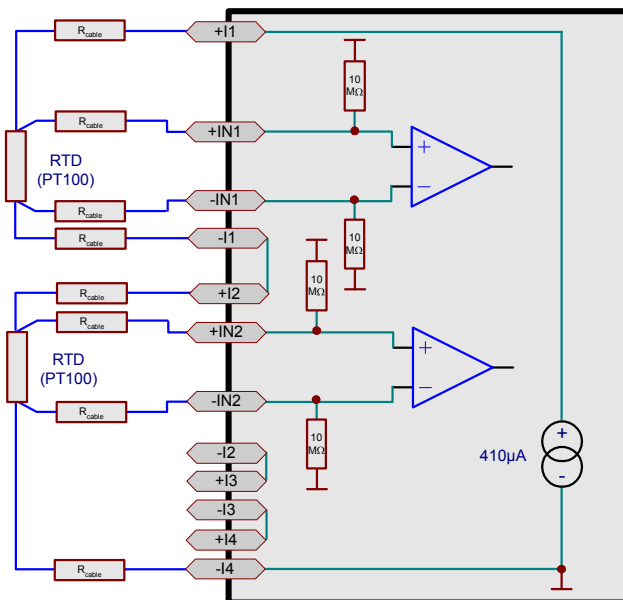 Rcable
+I1
10
MΩ
Rcable
+IN1
+
RTD
(PT100)
Rcable
-IN1
−
Rcable
-I1
10
MΩ
10
MΩ
Rcable
+I2
Rcable
+IN2
+
RTD
(PT100)
Rcable
-IN2
−
10
MΩ
-I2
+I3
410µA
+
-
-I3
+I4
Rcable
-I4